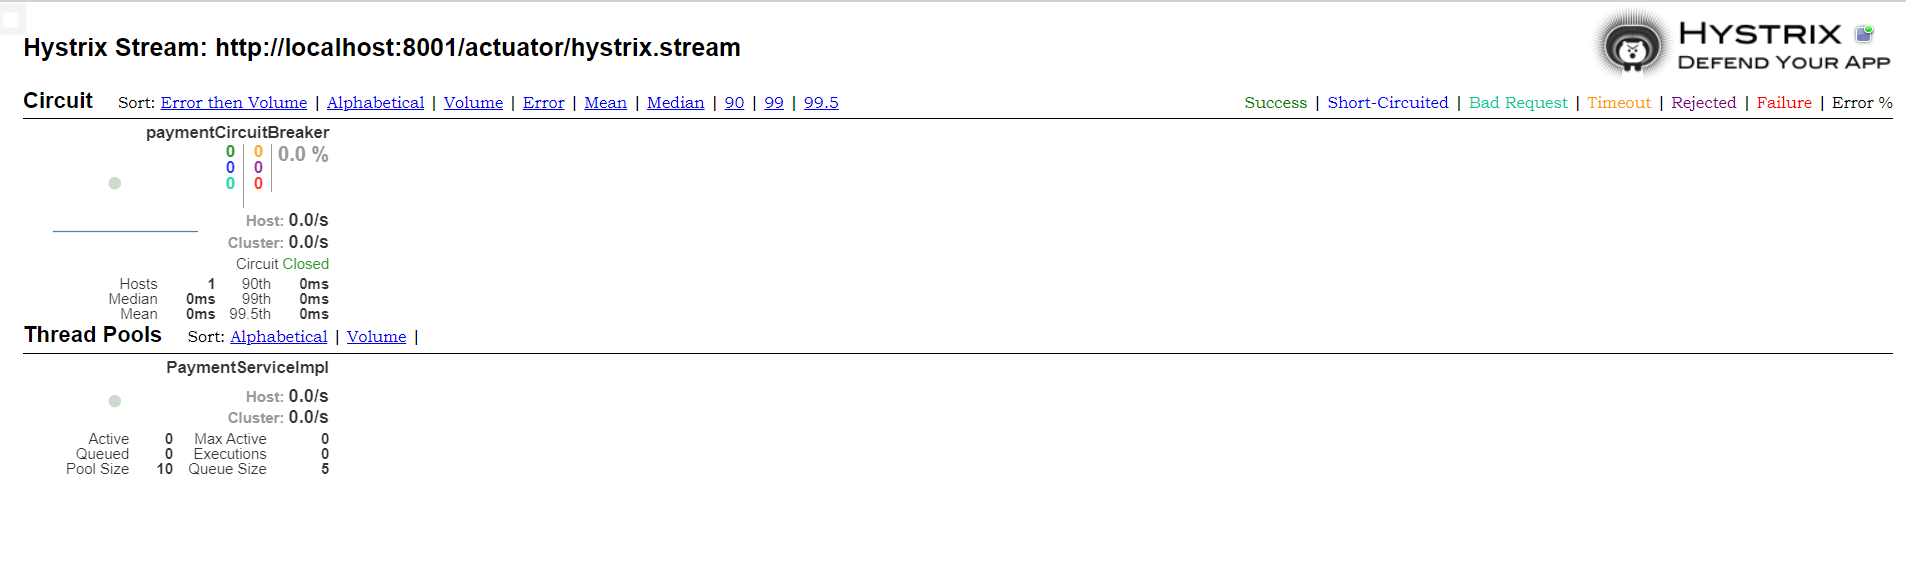 Hystrix Stream: http://localhost:8001/actuator/hystrix.stream
HYSTRIX
DEFEND YOUR APP
Circuit Sort: Error then Volume | Alphabetical | Volume | Error | Mean | Median | 90 | 99 | 99.5
Success | Short-Circuited | Bad Request | Timeout | Rejected | Failure | Error %
paymentCircuitBreaker
0 0 0.0 %
0 0
0 0
Host: 0.0/s
Cluster: 0.0/s
Circuit Closed
Hosts 1 90th 0ms
Median 0ms 99th 0ms
Mean 0ms 99.5th 0ms
Thread Pools Sort: Alphabetical | Volume |
PaymentServiceImpl
Host: 0.0/s
Cluster: 0.0/s
Active 0 Max Active 0
Queued 0 Executions 0
Pool Size 10 Queue Size 5